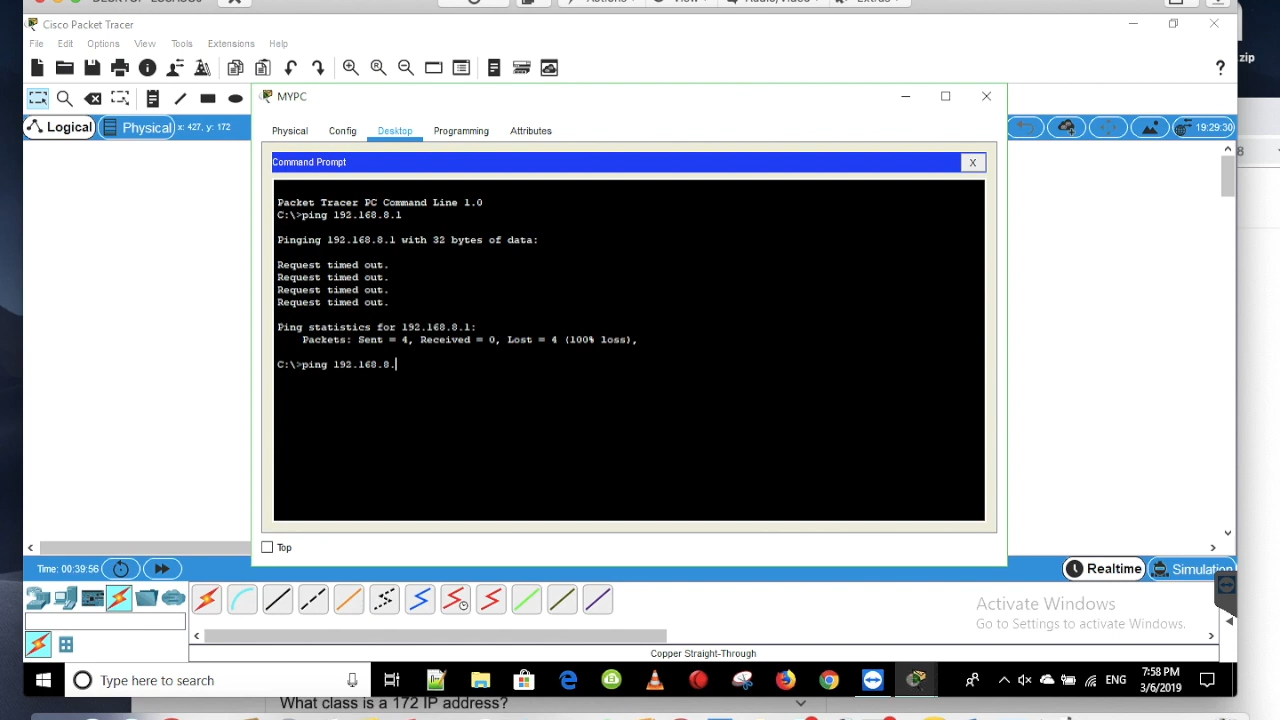 Cisco Packet Tracer
File Edit Options View Tools Extensions Help
.zip
?
MYPC
Logical Physical x: 427, y: 172
19:29:30
Physical Config Desktop Programming Attributes
8
Command Prompt
X
Packet Tracer PC Command Line 1.0
C:\>ping 192.168.8.1
Pinging 192.168.8.1 with 32 bytes of data:
Request timed out.
Request timed out.
Request timed out.
Request timed out.
Ping statistics for 192.168.8.1:
Packets: Sent = 4, Received = 0, Lost = 4 (100% loss),
C:\>ping 192.168.8.
Top
Time: 00:39:56
Realtime Simulation
Activate Windows
Go to Settings to activate Windows.
Copper Straight-Through
Type here to search
ENG
7:58 PM
3/6/2019
What class is a 172 IP address?